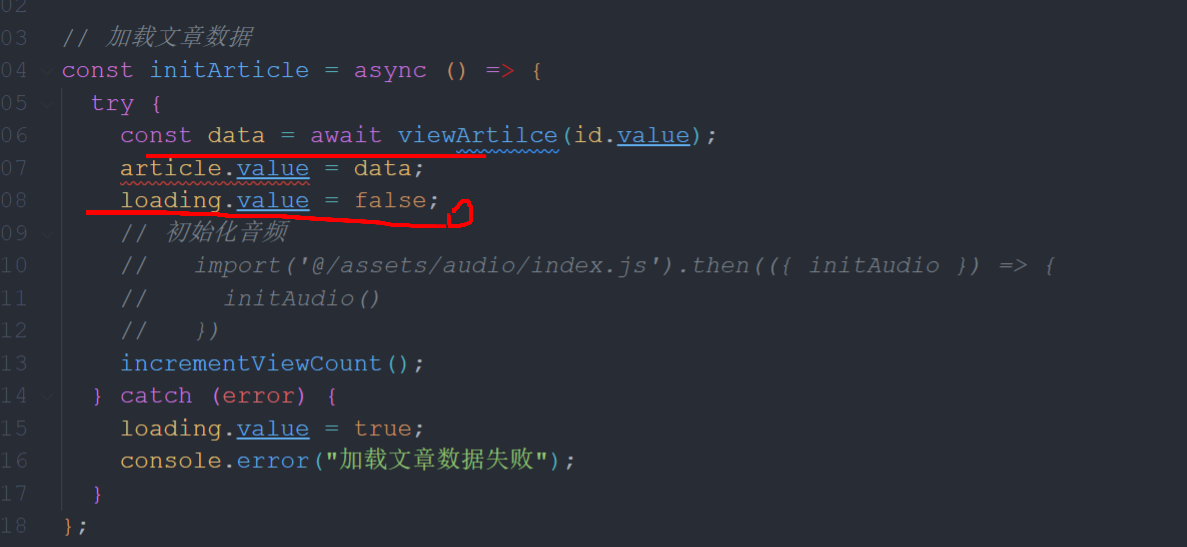 02
03 // 加载文章数据
04 const initArticle = async () => {
05 try {
06 const data = await viewArtilce(id.value);
07 article.value = data;
08 loading.value = false;
09 // 初始化音频
10 // import('@/assets/audio/index.js').then(({ initAudio }) => {
11 // initAudio()
12 // })
13 incrementViewCount();
14 } catch (error) {
15 loading.value = true;
16 console.error("加载文章数据失败");
17 }
18 };